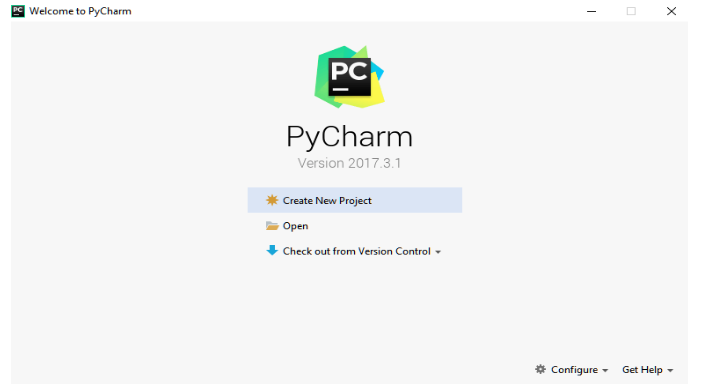 PC Welcome to PyCharm
PC
PyCharm
Version 2017.3.1
Create New Project
Open
Check out from Version Control
Configure Get Help